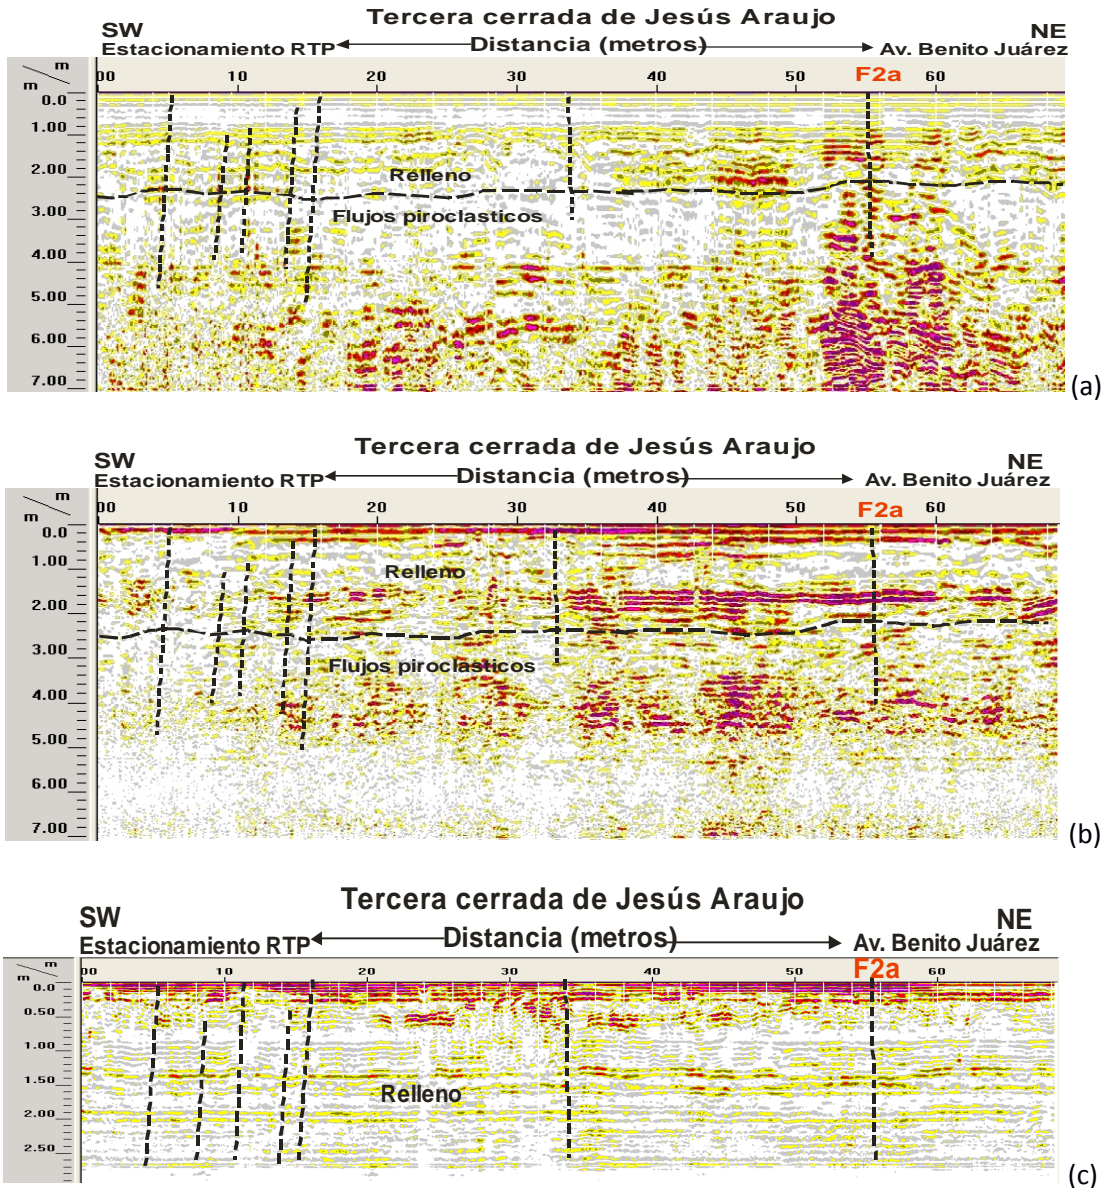 Tercera cerrada de Jesús Araujo
SW
NE
Estacionamiento RTP
Distancia (metros)
Av. Benito Juárez
m
m
00 10 20 30 40 50 F2a 60
0.0
1.00
2.00
Relleno
3.00
Flujos piroclasticos
4.00
5.00
6.00
7.00
(a)
Tercera cerrada de Jesús Araujo
SW
NE
Estacionamiento RTP
Distancia (metros)
Av. Benito Juárez
m
m
00 10 20 30 40 50 F2a 60
0.0
1.00
Relleno
2.00
3.00
Flujos piroclásticos
4.00
5.00
6.00
7.00
(b)
Tercera cerrada de Jesús Araujo
SW
NE
Estacionamiento RTP
Distancia (metros)
Av. Benito Juárez
m
m
00 10 20 30 40 50 F2a 60
0.0
0.50
1.00
1.50
Relleno
2.00
2.50
(c)